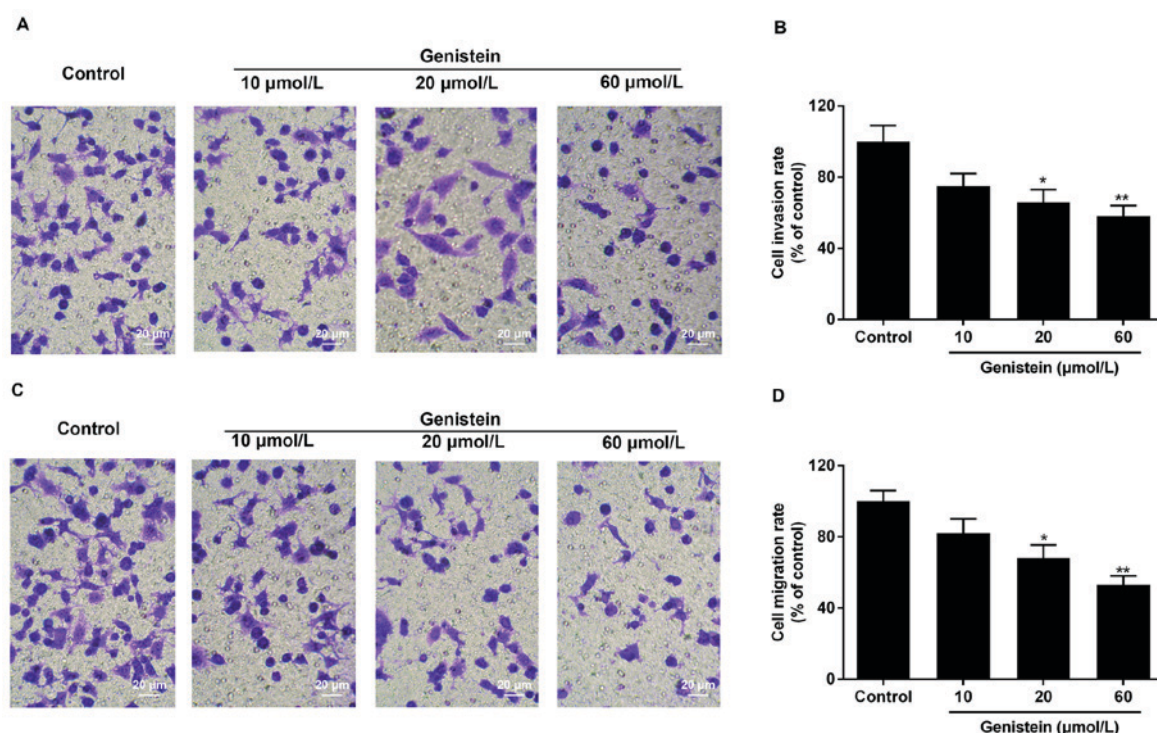 A
Genistein
Control
10 µmol/L
20 µmol/L
60 µmol/L
20 µm
20 µm
20 µm
20 µm
B
Cell invasion rate
(% of control)
120
80
40
0
*
**
Control
10
20
60
Genistein (µmol/L)
C
Genistein
Control
10 µmol/L
20 µmol/L
60 µmol/L
20 µm
20 µm
20 µm
20 µm
D
Cell migration rate
(% of control)
120
80
40
0
*
**
Control
10
20
60
Genistein (µmol/L)